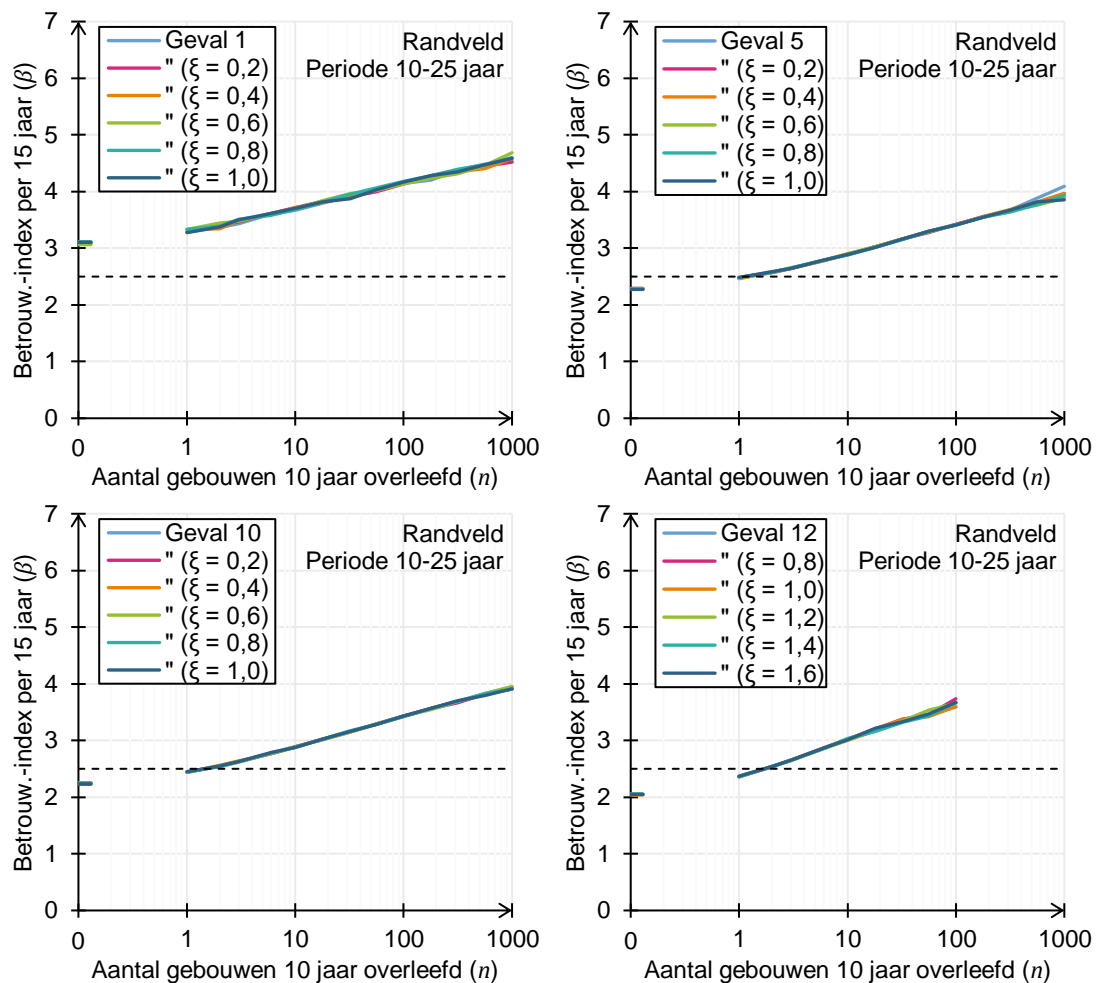 Betrouw.-index per 15 jaar (β)
7
6
5
4
3
2
1
0
Geval 1
" (ξ = 0,2)
" (ξ = 0,4)
" (ξ = 0,6)
" (ξ = 0,8)
" (ξ = 1,0)
Randveld
Periode 10-25 jaar
0 1 10 100 1000
Aantal gebouwen 10 jaar overleefd (n)
Betrouw.-index per 15 jaar (β)
7
6
5
4
3
2
1
0
Geval 5
" (ξ = 0,2)
" (ξ = 0,4)
" (ξ = 0,6)
" (ξ = 0,8)
" (ξ = 1,0)
Randveld
Periode 10-25 jaar
0 1 10 100 1000
Aantal gebouwen 10 jaar overleefd (n)
Betrouw.-index per 15 jaar (β)
7
6
5
4
3
2
1
0
Geval 10
" (ξ = 0,2)
" (ξ = 0,4)
" (ξ = 0,6)
" (ξ = 0,8)
" (ξ = 1,0)
Randveld
Periode 10-25 jaar
0 1 10 100 1000
Aantal gebouwen 10 jaar overleefd (n)
Betrouw.-index per 15 jaar (β)
7
6
5
4
3
2
1
0
Geval 12
" (ξ = 0,8)
" (ξ = 1,0)
" (ξ = 1,2)
" (ξ = 1,4)
" (ξ = 1,6)
Randveld
Periode 10-25 jaar
0 1 10 100 1000
Aantal gebouwen 10 jaar overleefd (n)